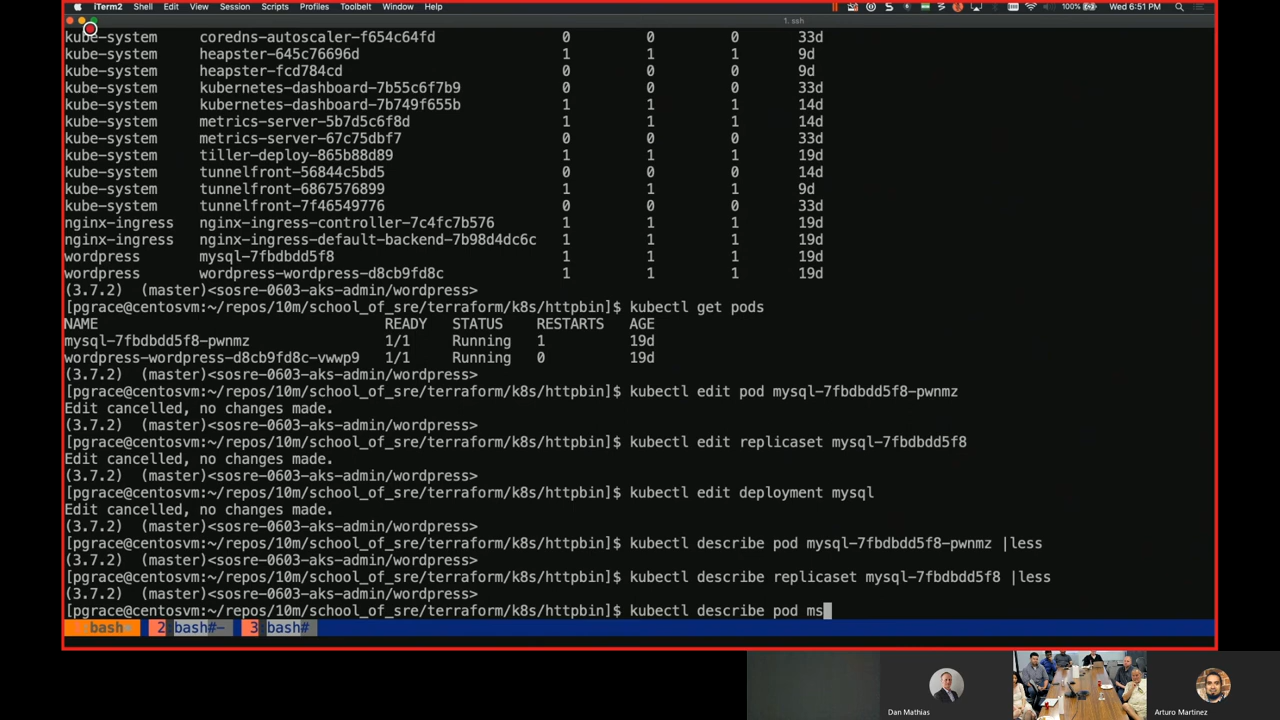 iTerm2 Shell Edit View Session Scripts Profiles Toolbelt Window Help 100% Wed 6:51 PM
1. ssh
kube-system coredns-autoscaler-f654c64fd 0 0 0 33d
kube-system heapster-645c76696d 1 1 1 9d
kube-system heapster-fcd784cd 0 0 0 9d
kube-system kubernetes-dashboard-7b55c6f7b9 0 0 0 33d
kube-system kubernetes-dashboard-7b749f655b 1 1 1 14d
kube-system metrics-server-5b7d5c6f8d 1 1 1 14d
kube-system metrics-server-67c75dbf7 0 0 0 33d
kube-system tiller-deploy-865b88d89 1 1 1 19d
kube-system tunnelfront-56844c5bd5 0 0 0 14d
kube-system tunnelfront-6867576899 1 1 1 9d
kube-system tunnelfront-7f46549776 0 0 0 33d
nginx-ingress nginx-ingress-controller-7c4fc7b576 1 1 1 19d
nginx-ingress nginx-ingress-default-backend-7b98d4dc6c 1 1 1 19d
wordpress mysql-7fbdbdd5f8 1 1 1 19d
wordpress wordpress-wordpress-d8cb9fd8c 1 1 1 19d
(3.7.2) (master)<sosre-0603-aks-admin/wordpress>
[pgrace@centosvm:~/repos/10m/school_of_sre/terraform/k8s/httpbin]$ kubectl get pods
NAME READY STATUS RESTARTS AGE
mysql-7fbdbdd5f8-pwnmz 1/1 Running 1 19d
wordpress-wordpress-d8cb9fd8c-vwwp9 1/1 Running 0 19d
(3.7.2) (master)<sosre-0603-aks-admin/wordpress>
[pgrace@centosvm:~/repos/10m/school_of_sre/terraform/k8s/httpbin]$ kubectl edit pod mysql-7fbdbdd5f8-pwnmz
Edit cancelled, no changes made.
(3.7.2) (master)<sosre-0603-aks-admin/wordpress>
[pgrace@centosvm:~/repos/10m/school_of_sre/terraform/k8s/httpbin]$ kubectl edit replicaset mysql-7fbdbdd5f8
Edit cancelled, no changes made.
(3.7.2) (master)<sosre-0603-aks-admin/wordpress>
[pgrace@centosvm:~/repos/10m/school_of_sre/terraform/k8s/httpbin]$ kubectl edit deployment mysql
Edit cancelled, no changes made.
(3.7.2) (master)<sosre-0603-aks-admin/wordpress>
[pgrace@centosvm:~/repos/10m/school_of_sre/terraform/k8s/httpbin]$ kubectl describe pod mysql-7fbdbdd5f8-pwnmz |less
(3.7.2) (master)<sosre-0603-aks-admin/wordpress>
[pgrace@centosvm:~/repos/10m/school_of_sre/terraform/k8s/httpbin]$ kubectl describe replicaset mysql-7fbdbdd5f8 |less
(3.7.2) (master)<sosre-0603-aks-admin/wordpress>
[pgrace@centosvm:~/repos/10m/school_of_sre/terraform/k8s/httpbin]$ kubectl describe pod ms
bash 2 bash#- 3 bash#
Dan Mathias Arturo Martinez